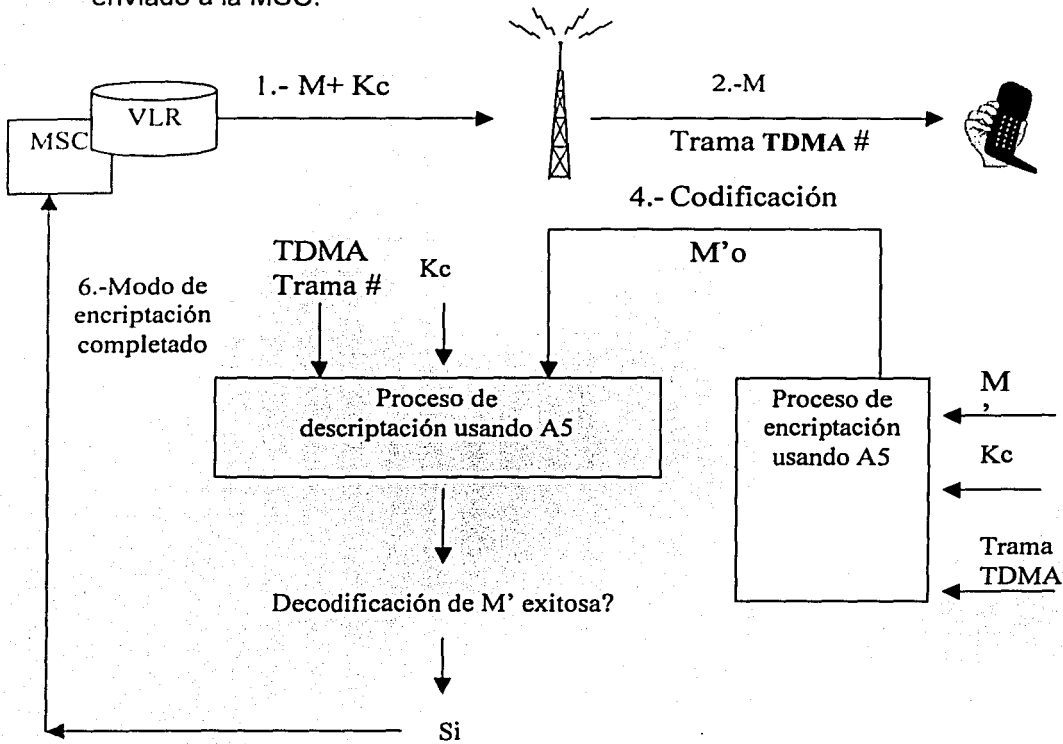 enviado a la MSC.
1.- M+ Kc
2.-M
VLR
MSC
Trama TDMA #
4.- Codificación
M'o
TDMA
Trama #
Kc
6.-Modo de
encriptación
completado
Proceso de
descriptación usando A5
Proceso de
encriptación
usando A5
M
’
Kc
Trama
TDMA
Decodificación de M' exitosa?
Si